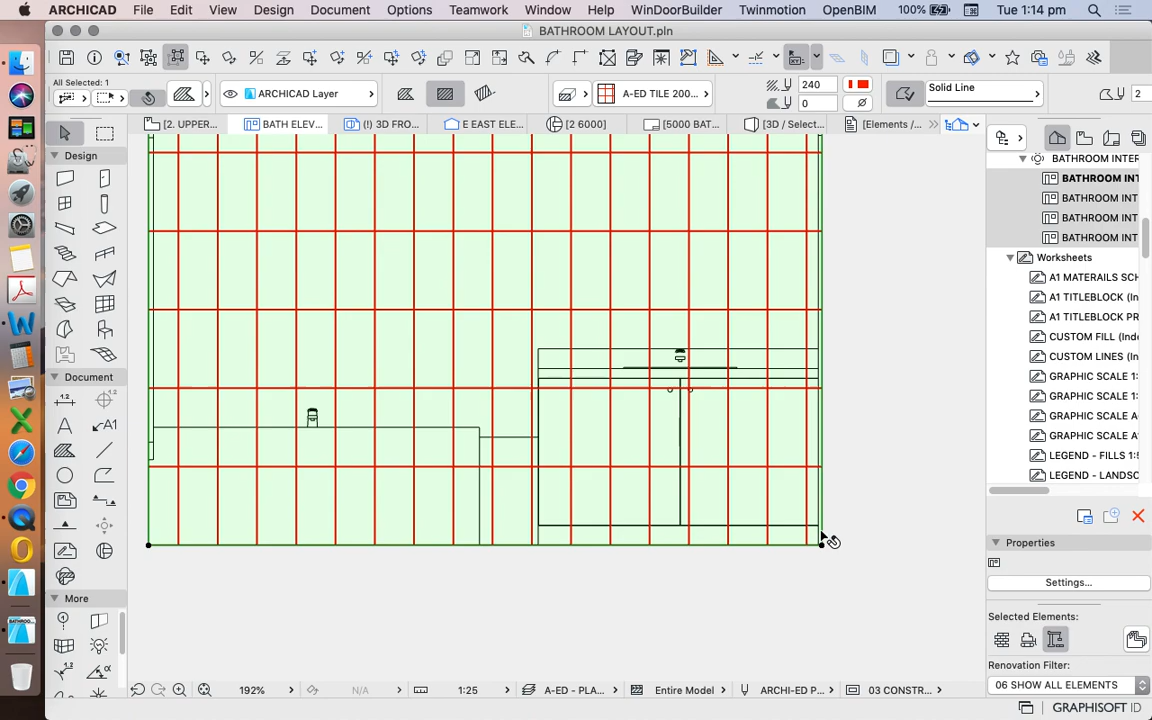 ARCHICAD File Edit View Design Document Options Teamwork Window Help WinDoorBuilder Twinmotion OpenBIM 100% Tue 1:14 pm
BATHROOM LAYOUT.pln
All Selected: 1
ARCHICAD Layer
A-ED TILE 200...
240
0
Solid Line
2
[2. UPPER... BATH ELEV... (!) 3D FRO... E EAST ELE... [2 6000] [5000 BAT... [3D / Select... [Elements /...
Design
Document
1.2
A
A1
More
1.2
BATHROOM INTER
BATHROOM INT
BATHROOM INT
BATHROOM INT
BATHROOM INT
Worksheets
A1 MATERAILS SCH
A1 TITLEBLOCK (In
A1 TITLEBLOCK PR
CUSTOM FILL (Inde
CUSTOM LINES (In
GRAPHIC SCALE 1:
GRAPHIC SCALE 1:
GRAPHIC SCALE A
GRAPHIC SCALE A
LEGEND - FILLS 1:5
LEGEND - LANDSC
Properties
Settings...
Selected Elements:
Renovation Filter:
06 SHOW ALL ELEMENTS
192% N/A 1:25 A-ED - PLA... Entire Model ARCHI-ED P... 03 CONSTR...
GRAPHISOFT ID